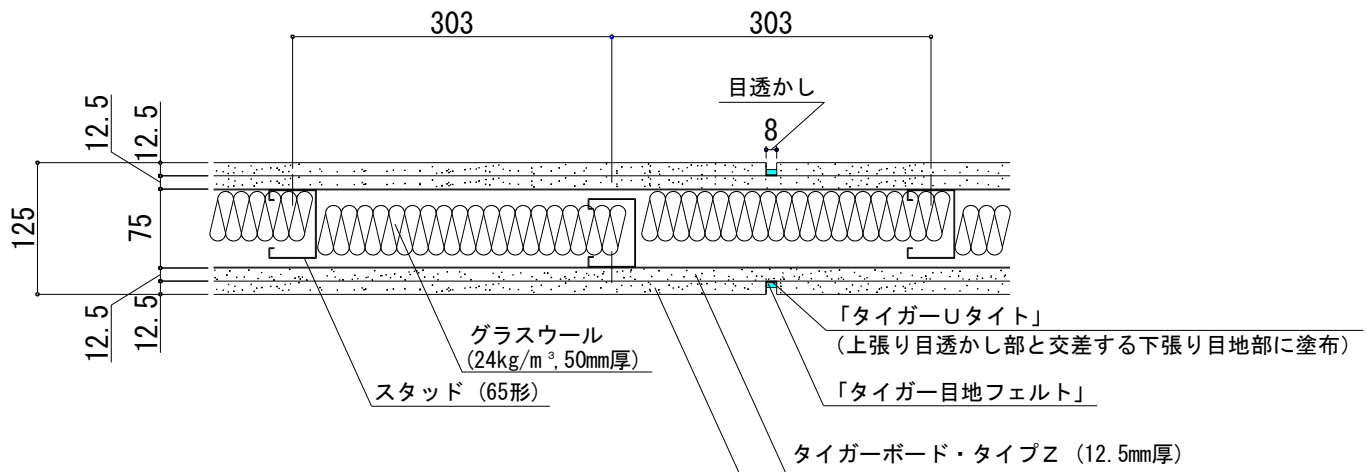 303
303
目透かし
8
12.5
12.5
125
75
12.5
12.5
グラスウール
(24kg/m³, 50mm厚)
スタッド (65形)
「タイガーUタイト」
(上張り目透かし部と交差する下張り目地部に塗布)
「タイガー目地フェルト」
タイガーボード・タイプZ (12.5mm厚)